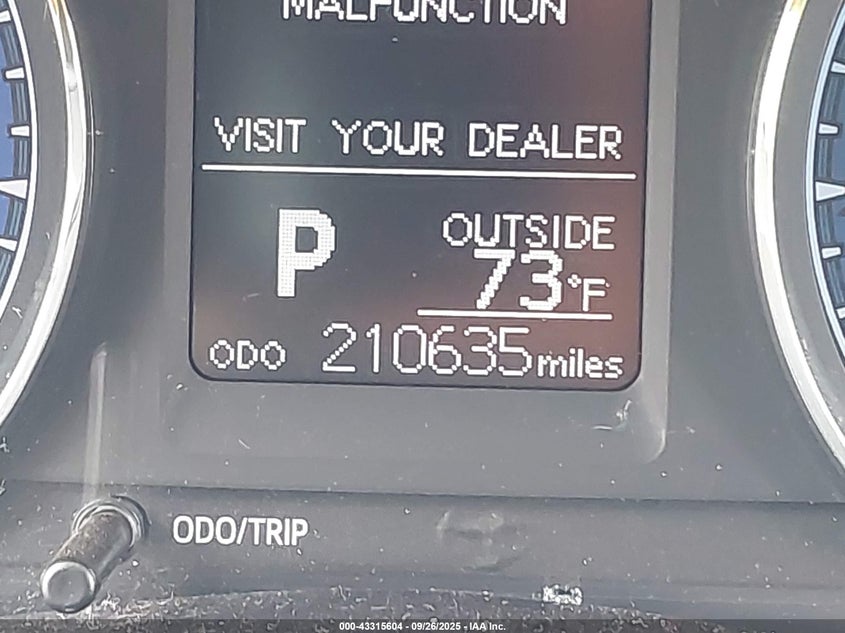 MALFUNCTION
VISIT YOUR DEALER
P
OUTSIDE
73°F
ODO 210635 miles
ODO/TRIP
000-43315604 - 09/26/2025 - IAA Inc.